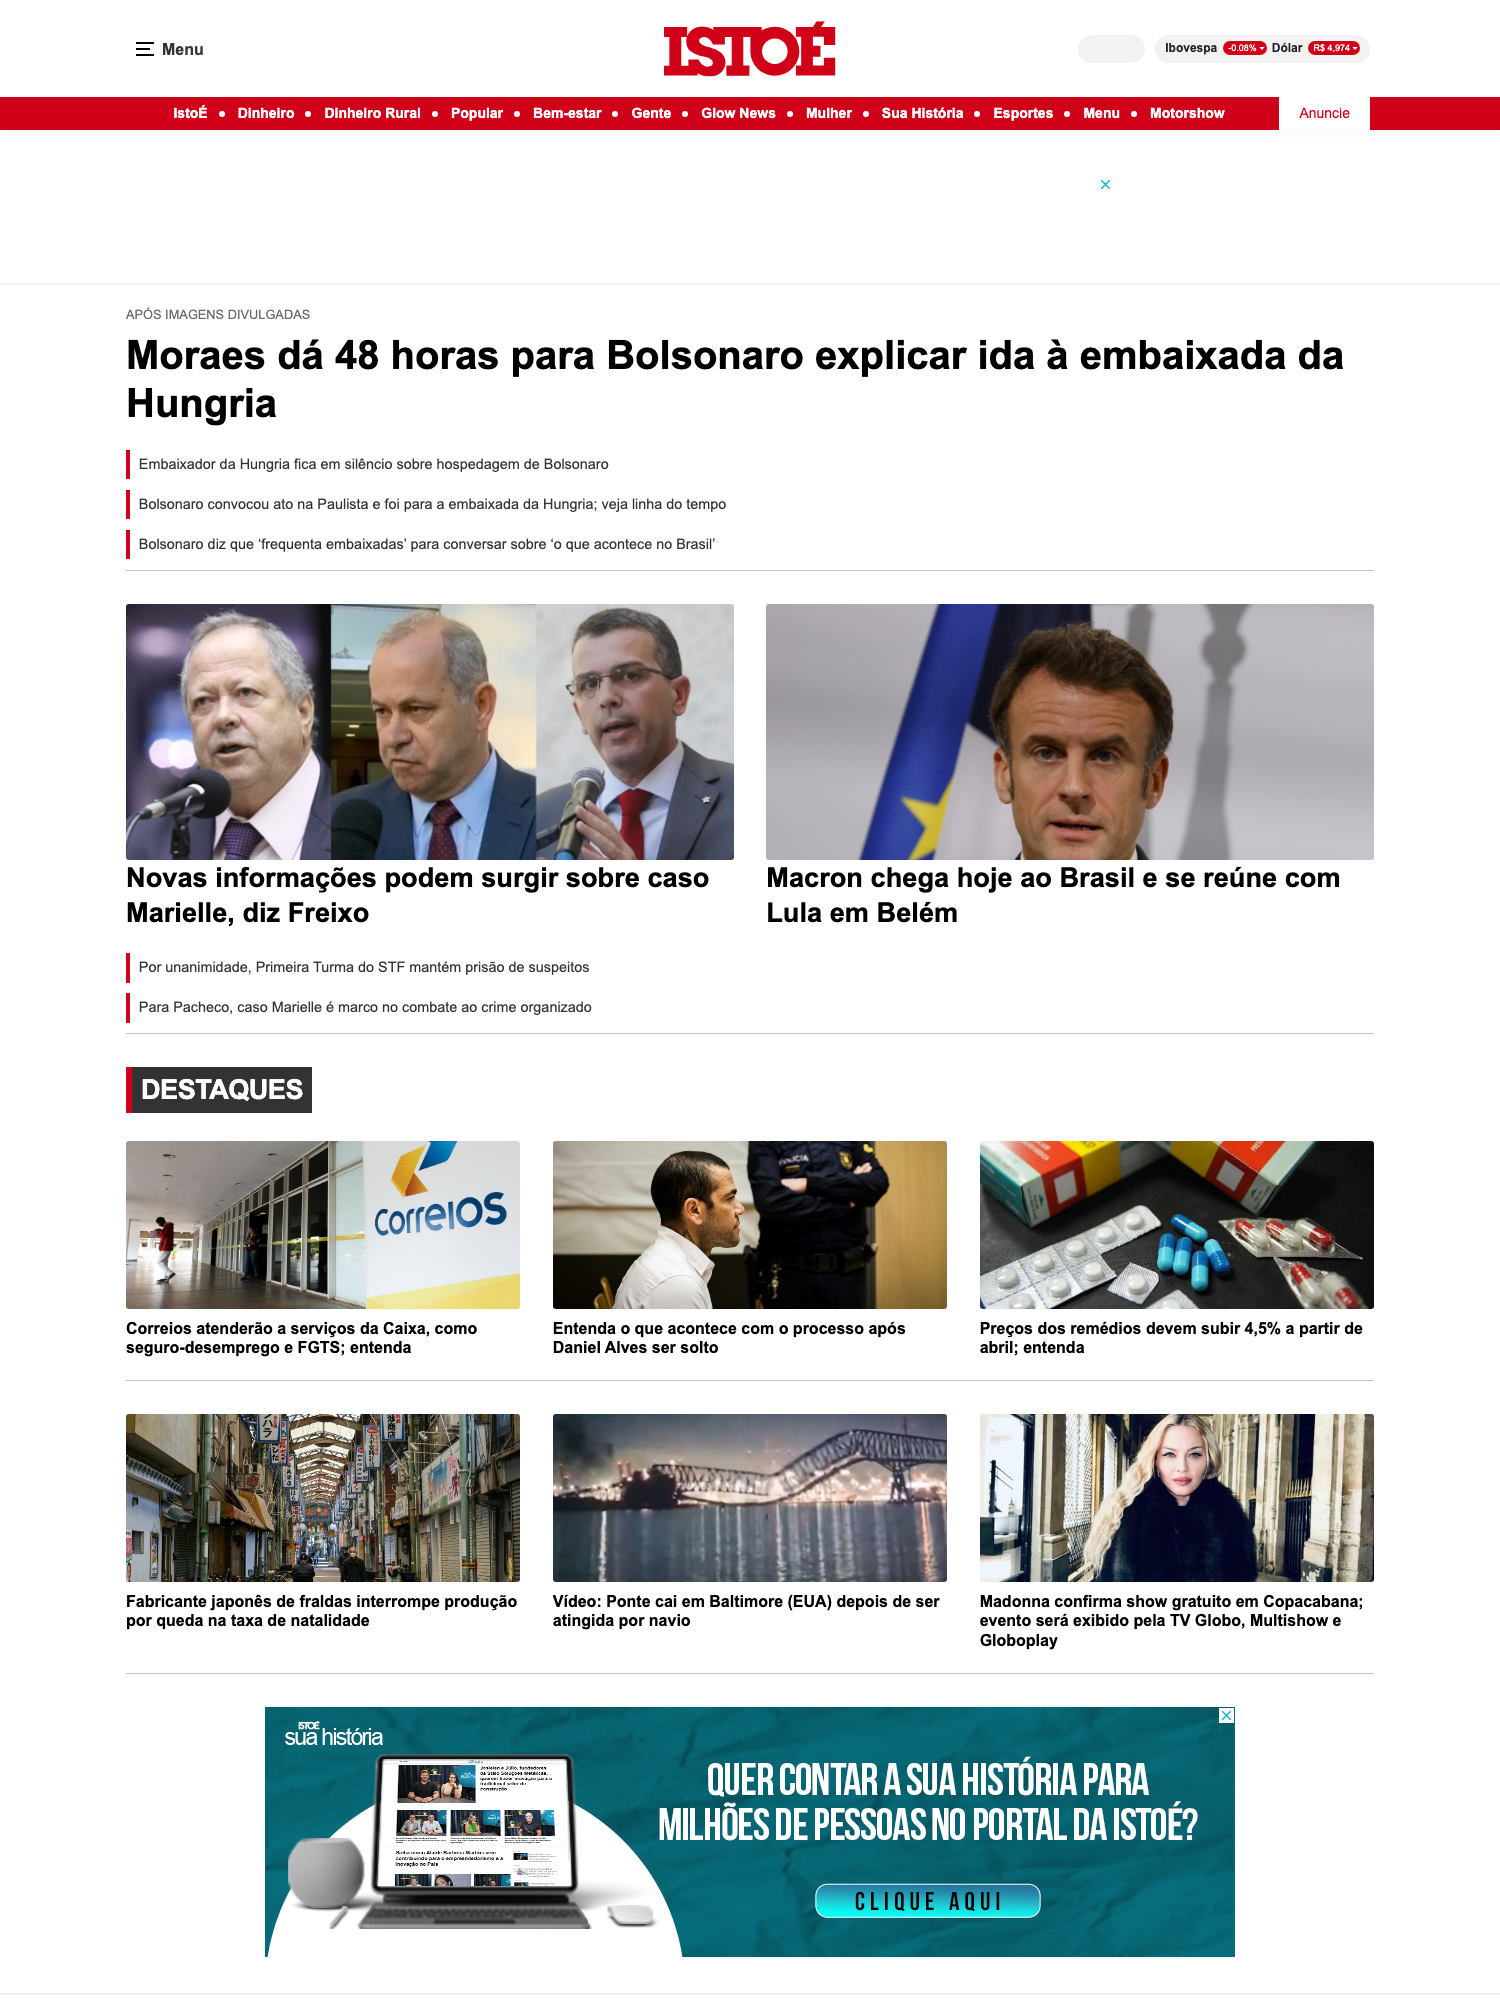 Menu
ISTOÉ
Ibovespa -0.08% Dólar R$ 4,974
IstoÉ • Dinheiro • Dinheiro Rural • Popular • Bem-estar • Gente • Glow News • Mulher • Sua História • Esportes • Menu • Motorshow
Anuncie
APÓS IMAGENS DIVULGADAS
Moraes dá 48 horas para Bolsonaro explicar ida à embaixada da
Hungria
Embaixador da Hungria fica em silêncio sobre hospedagem de Bolsonaro
Bolsonaro convocou ato na Paulista e foi para a embaixada da Hungria; veja linha do tempo
Bolsonaro diz que ‘frequenta embaixadas’ para conversar sobre ‘o que acontece no Brasil’
Novas informações podem surgir sobre caso
Marielle, diz Freixo
Macron chega hoje ao Brasil e se reúne com
Lula em Belém
Por unanimidade, Primeira Turma do STF mantém prisão de suspeitos
Para Pacheco, caso Marielle é marco no combate ao crime organizado
DESTAQUES
Correios
POLICIA
Correios atenderão a serviços da Caixa, como
seguro-desemprego e FGTS; entenda
Entenda o que acontece com o processo após
Daniel Alves ser solto
Preços dos remédios devem subir 4,5% a partir de
abril; entenda
Fabricante japonês de fraldas interrompe produção
por queda na taxa de natalidade
Vídeo: Ponte cai em Baltimore (EUA) depois de ser
atingida por navio
Madonna confirma show gratuito em Copacabana;
evento será exibido pela TV Globo, Multishow e
Globoplay
ISTOÉ
sua história
QUER CONTAR A SUA HISTÓRIA PARA
MILHÕES DE PESSOAS NO PORTAL DA ISTOÉ?
CLIQUE AQUI